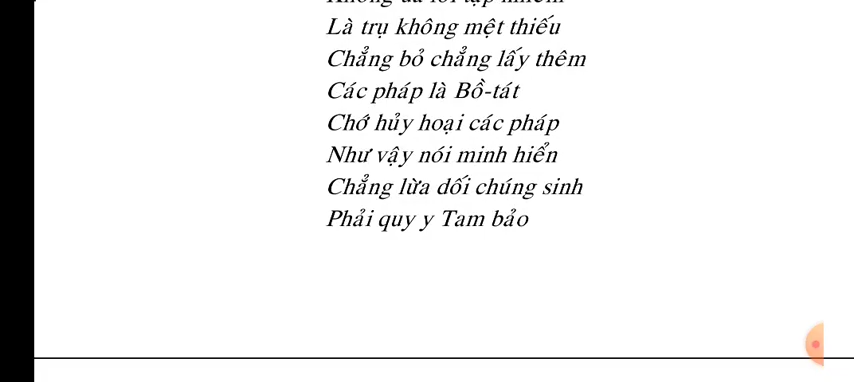 Là trụ không mệt thiếu
Chẳng bỏ chẳng lấy thêm
Các pháp là Bồ-tát
Chớ hủy hoại các pháp
Như vậy nói minh hiển
Chẳng lừa dối chúng sinh
Phải quy y Tam bảo